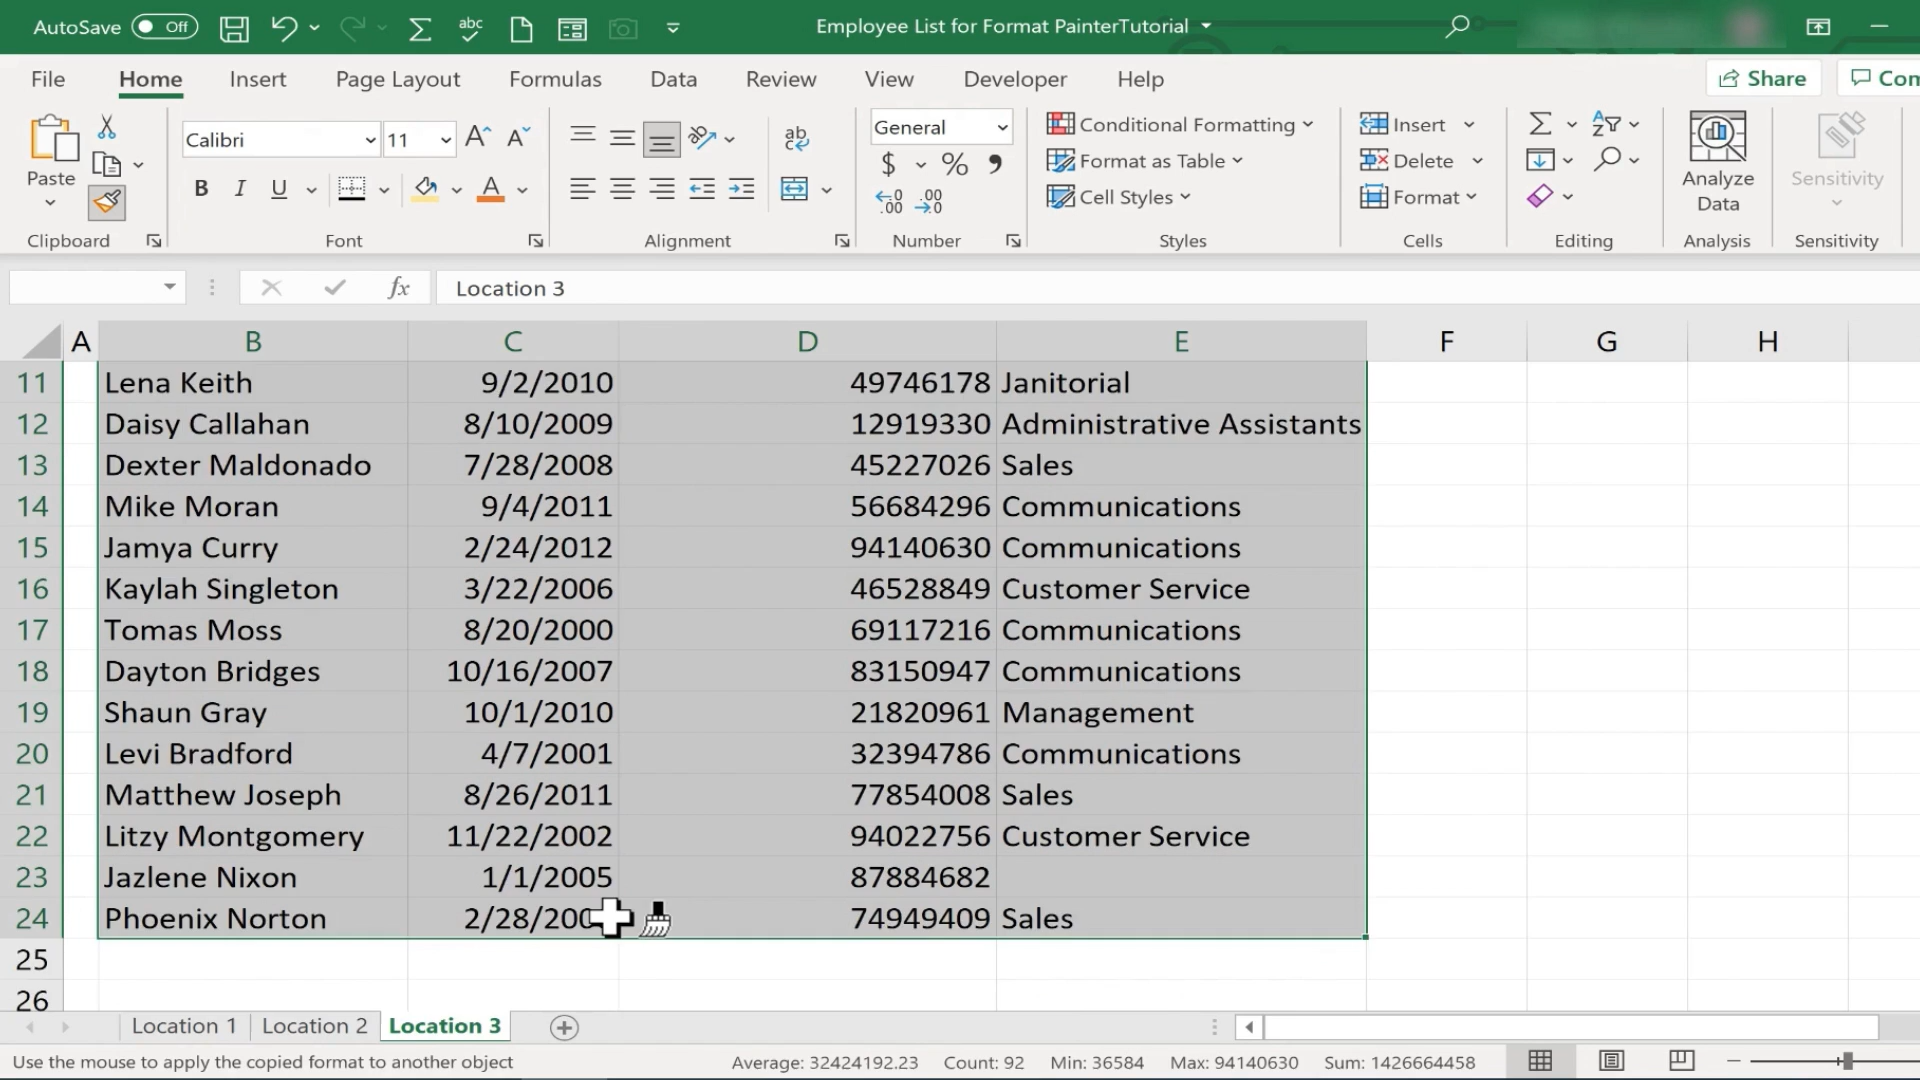 AutoSave Off abc Employee List for Format PainterTutorial
File Home Insert Page Layout Formulas Data Review View Developer Help Share Com
Paste
Clipboard
Calibri 11 A A
B I U A
Font
ab
c
Alignment
General
$ % ,
.00 .00
Number
Conditional Formatting
Format as Table
Cell Styles
Styles
Insert
Delete
Format
Cells
Editing
Analyze
Data
Analysis
Sensitivity
Sensitivity
fx Location 3
A B C D E F G H
11 Lena Keith 9/2/2010 49746178 Janitorial
12 Daisy Callahan 8/10/2009 12919330 Administrative Assistants
13 Dexter Maldonado 7/28/2008 45227026 Sales
14 Mike Moran 9/4/2011 56684296 Communications
15 Jamya Curry 2/24/2012 94140630 Communications
16 Kaylah Singleton 3/22/2006 46528849 Customer Service
17 Tomas Moss 8/20/2000 69117216 Communications
18 Dayton Bridges 10/16/2007 83150947 Communications
19 Shaun Gray 10/1/2010 21820961 Management
20 Levi Bradford 4/7/2001 32394786 Communications
21 Matthew Joseph 8/26/2011 77854008 Sales
22 Litzy Montgomery 11/22/2002 94022756 Customer Service
23 Jazlene Nixon 1/1/2005 87884682
24 Phoenix Norton 2/28/200 74949409 Sales
25
26
Location 1 Location 2 Location 3
Use the mouse to apply the copied format to another object Average: 32424192.23 Count: 92 Min: 36584 Max: 94140630 Sum: 1426664458